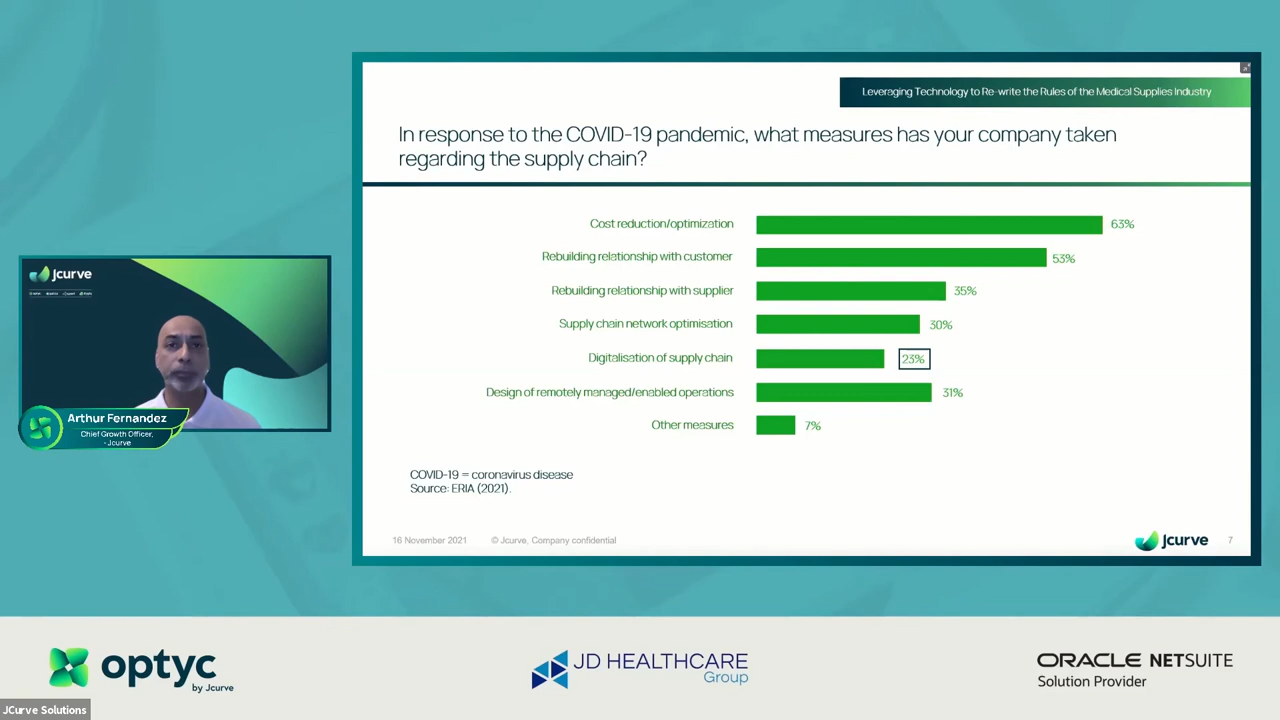 Leveraging Technology to Re-write the Rules of the Medical Supplies Industry
In response to the COVID-19 pandemic, what measures has your company taken
regarding the supply chain?
Cost reduction/optimization 63%
Rebuilding relationship with customer 53%
Rebuilding relationship with supplier 35%
Supply chain network optimisation 30%
Digitalisation of supply chain 23%
Design of remotely managed/enabled operations 31%
Other measures 7%
COVID-19 = coronavirus disease
Source: ERIA (2021).
16 November 2021 © Jcurve, Company confidential
Jcurve 7
Jcurve
Arthur Fernandez
Chief Growth Officer,
- Jcurve
optyc
by Jcurve
JD HEALTHCARE
Group
ORACLE NETSUITE
Solution Provider
JCurve Solutions